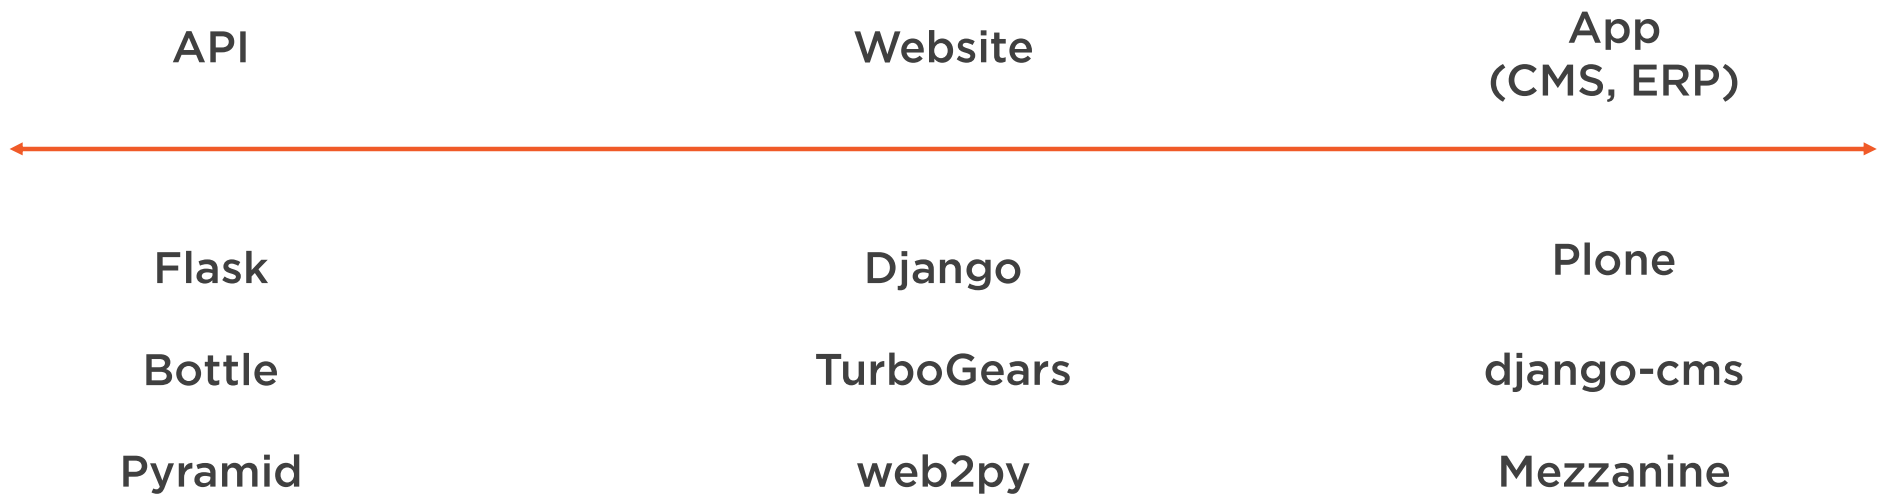 API
Website
App
(CMS, ERP)
Flask
Django
Plone
Bottle
TurboGears
django-cms
Pyramid
web2py
Mezzanine